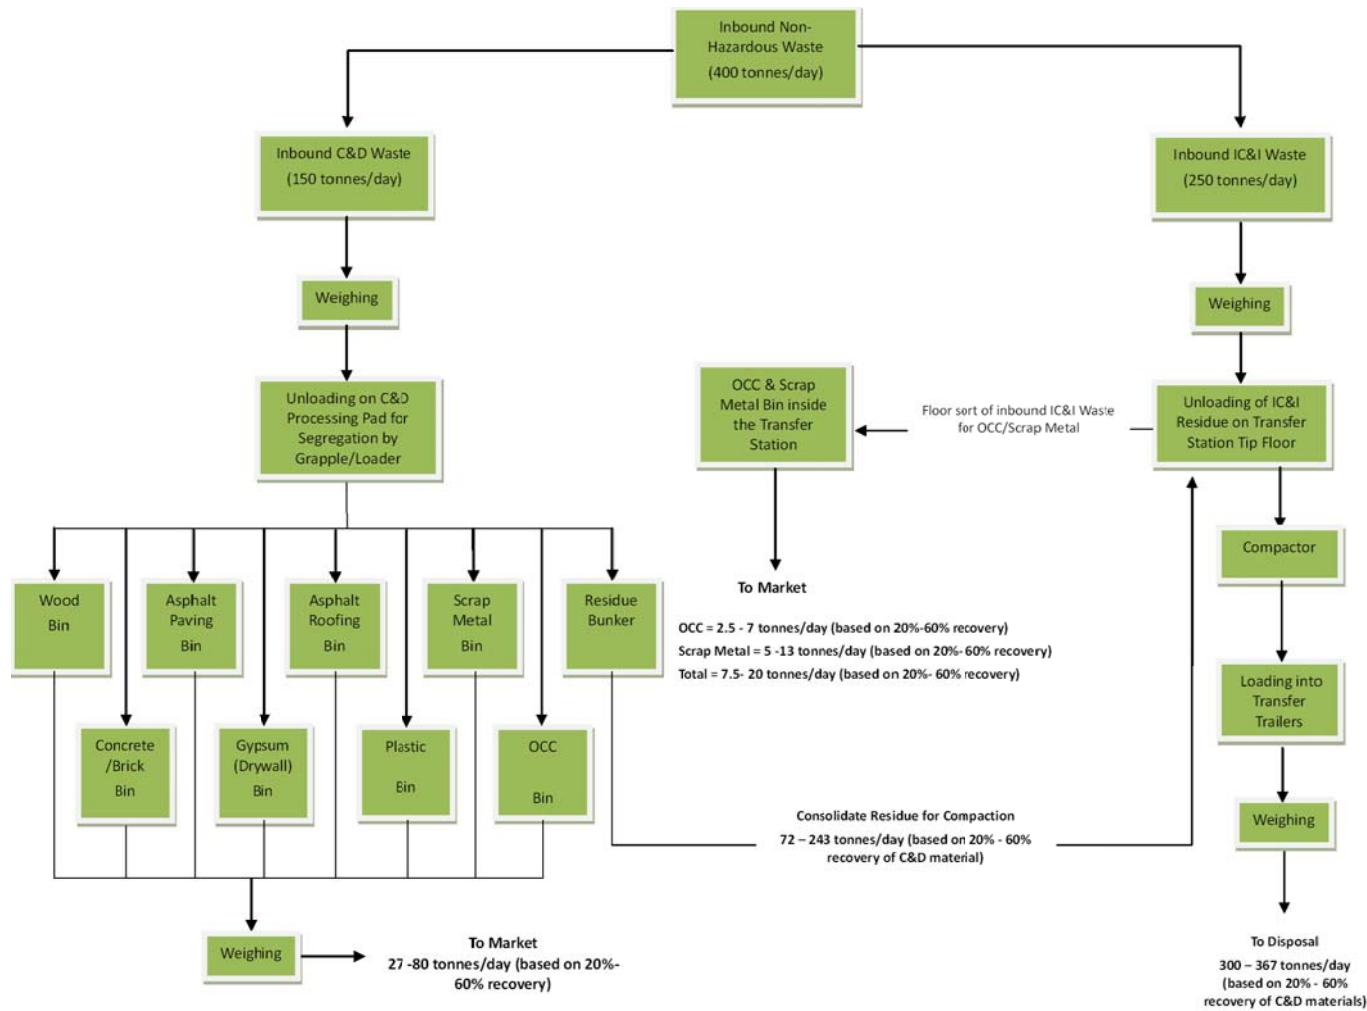 Inbound Non-
Hazardous Waste
(400 tonnes/day)
Inbound C&D Waste
(150 tonnes/day)
Inbound IC&I Waste
(250 tonnes/day)
Weighing
Weighing
Unloading on C&D
Processing Pad for
Segregation by
Grapple/Loader
OCC & Scrap
Metal Bin inside
the Transfer
Station
Floor sort of inbound IC&I Waste
for OCC/Scrap Metal
Unloading of IC&I
Residue on Transfer
Station Tip Floor
Compactor
Wood
Bin
Asphalt
Paving
Bin
Asphalt
Roofing
Bin
Scrap
Metal
Bin
Residue
Bunker
To Market
OCC = 2.5 - 7 tonnes/day (based on 20%-60% recovery)
Scrap Metal = 5 -13 tonnes/day (based on 20%- 60% recovery)
Total = 7.5- 20 tonnes/day (based on 20%- 60% recovery)
Loading into
Transfer
Trailers
Concrete
/Brick
Bin
Gypsum
(Drywall)
Bin
Plastic
Bin
OCC
Bin
Consolidate Residue for Compaction
72 – 243 tonnes/day (based on 20% - 60%
recovery of C&D material)
Weighing
Weighing
To Market
27 -80 tonnes/day (based on 20%-
60% recovery)
To Disposal
300 – 367 tonnes/day
(based on 20% - 60%
recovery of C&D materials)